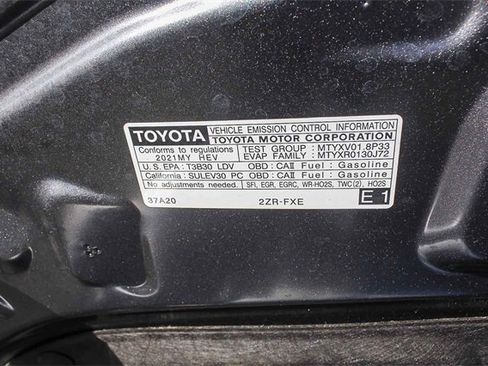 TOYOTA VEHICLE EMISSION CONTROL INFORMATION
TOYOTA MOTOR CORPORATION
Conforms to regulations TEST GROUP : MTYXV01.8P33
2021MY HEV EVAP FAMILY : MTYXR0130J72
U.S. EPA : T3B30 LDV OBD : CAII Fuel : Gasoline
California : SULEV30 PC OBD : CAII Fuel : Gasoline
No adjustments needed. SFI, EGR, EGRC, WR-HO2S, TWC(2), HO2S
37A20 2ZR-FXE E 1